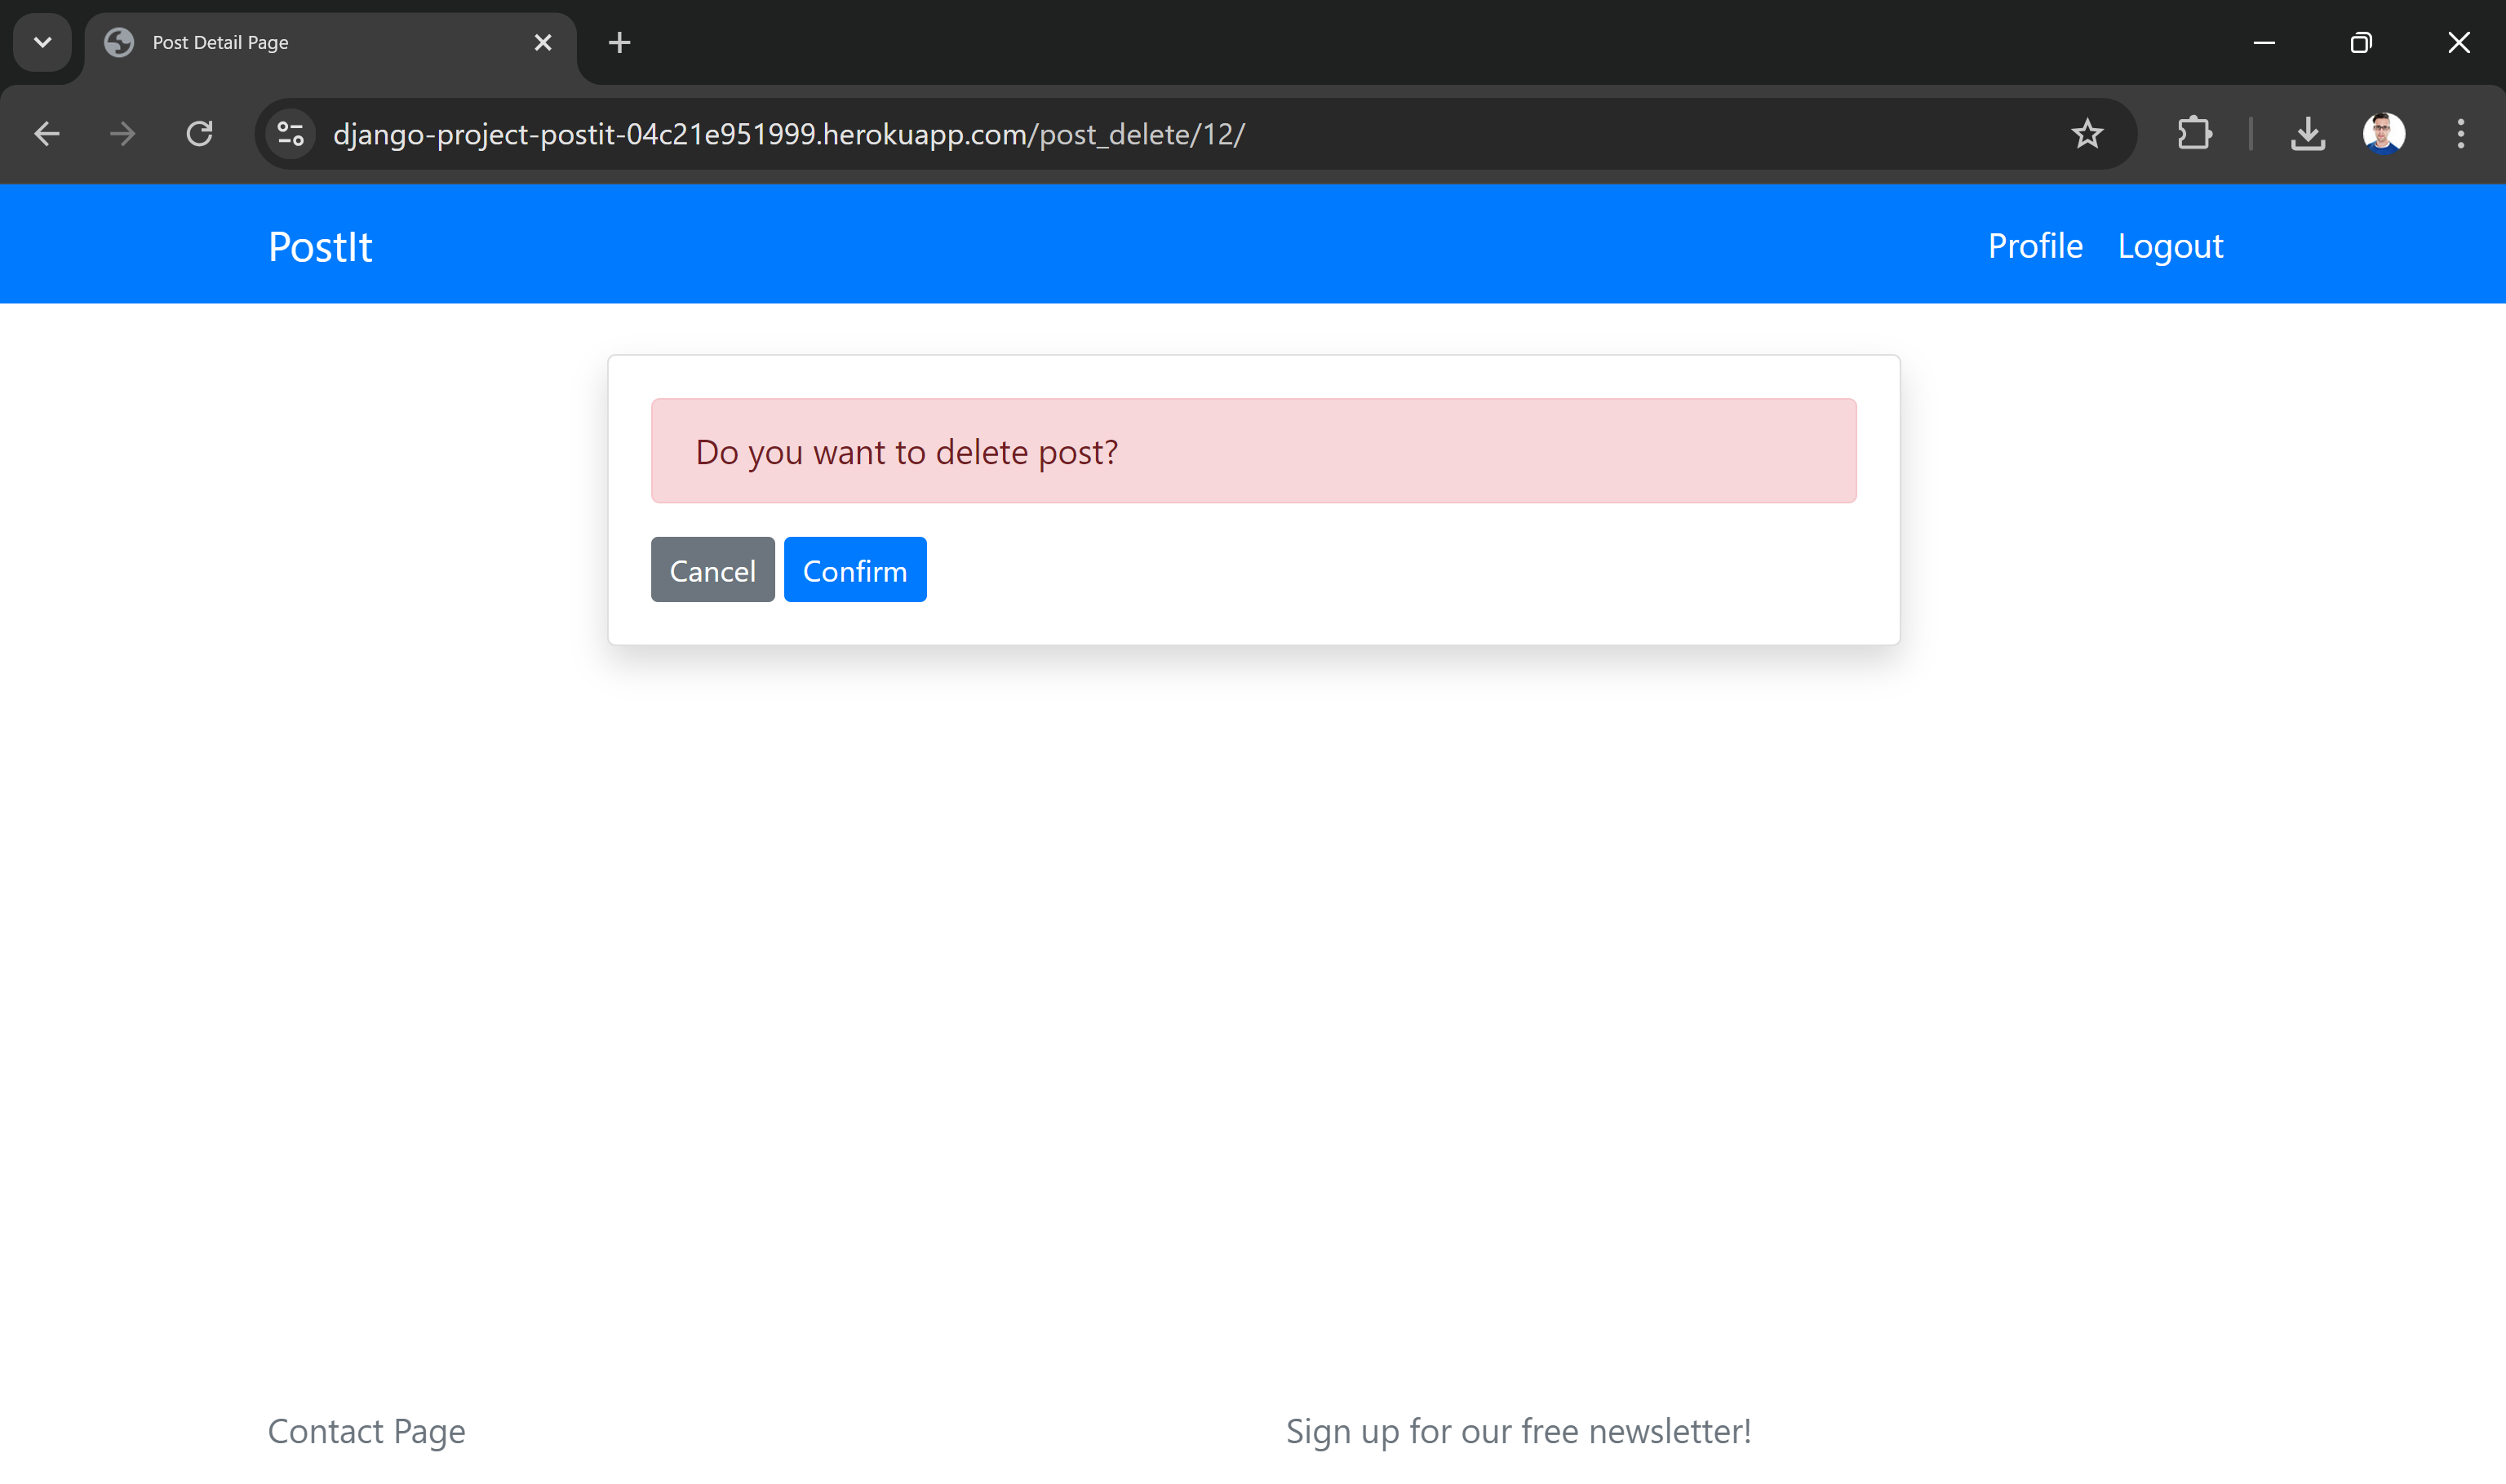 Post Detail Page
django-project-postit-04c21e951999.herokuapp.com/post_delete/12/
PostIt
Profile Logout
Do you want to delete post?
Cancel Confirm
Contact Page
Sign up for our free newsletter!